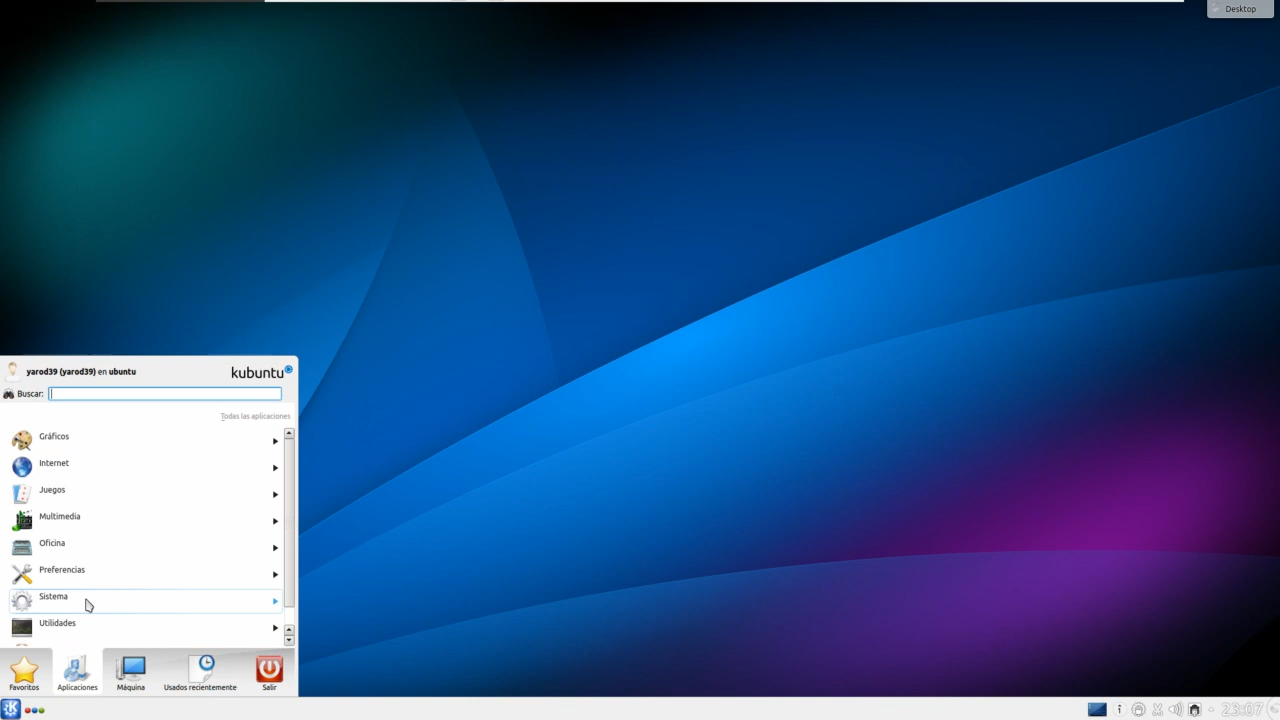 Desktop
yarod39 (yarod39) en ubuntu
kubuntu
Buscar:
Todas las aplicaciones
Gráficos
Internet
Juegos
Multimedia
Oficina
Preferencias
Sistema
Utilidades
Favoritos Aplicaciones Máquina Usados recientemente Salir
23:07